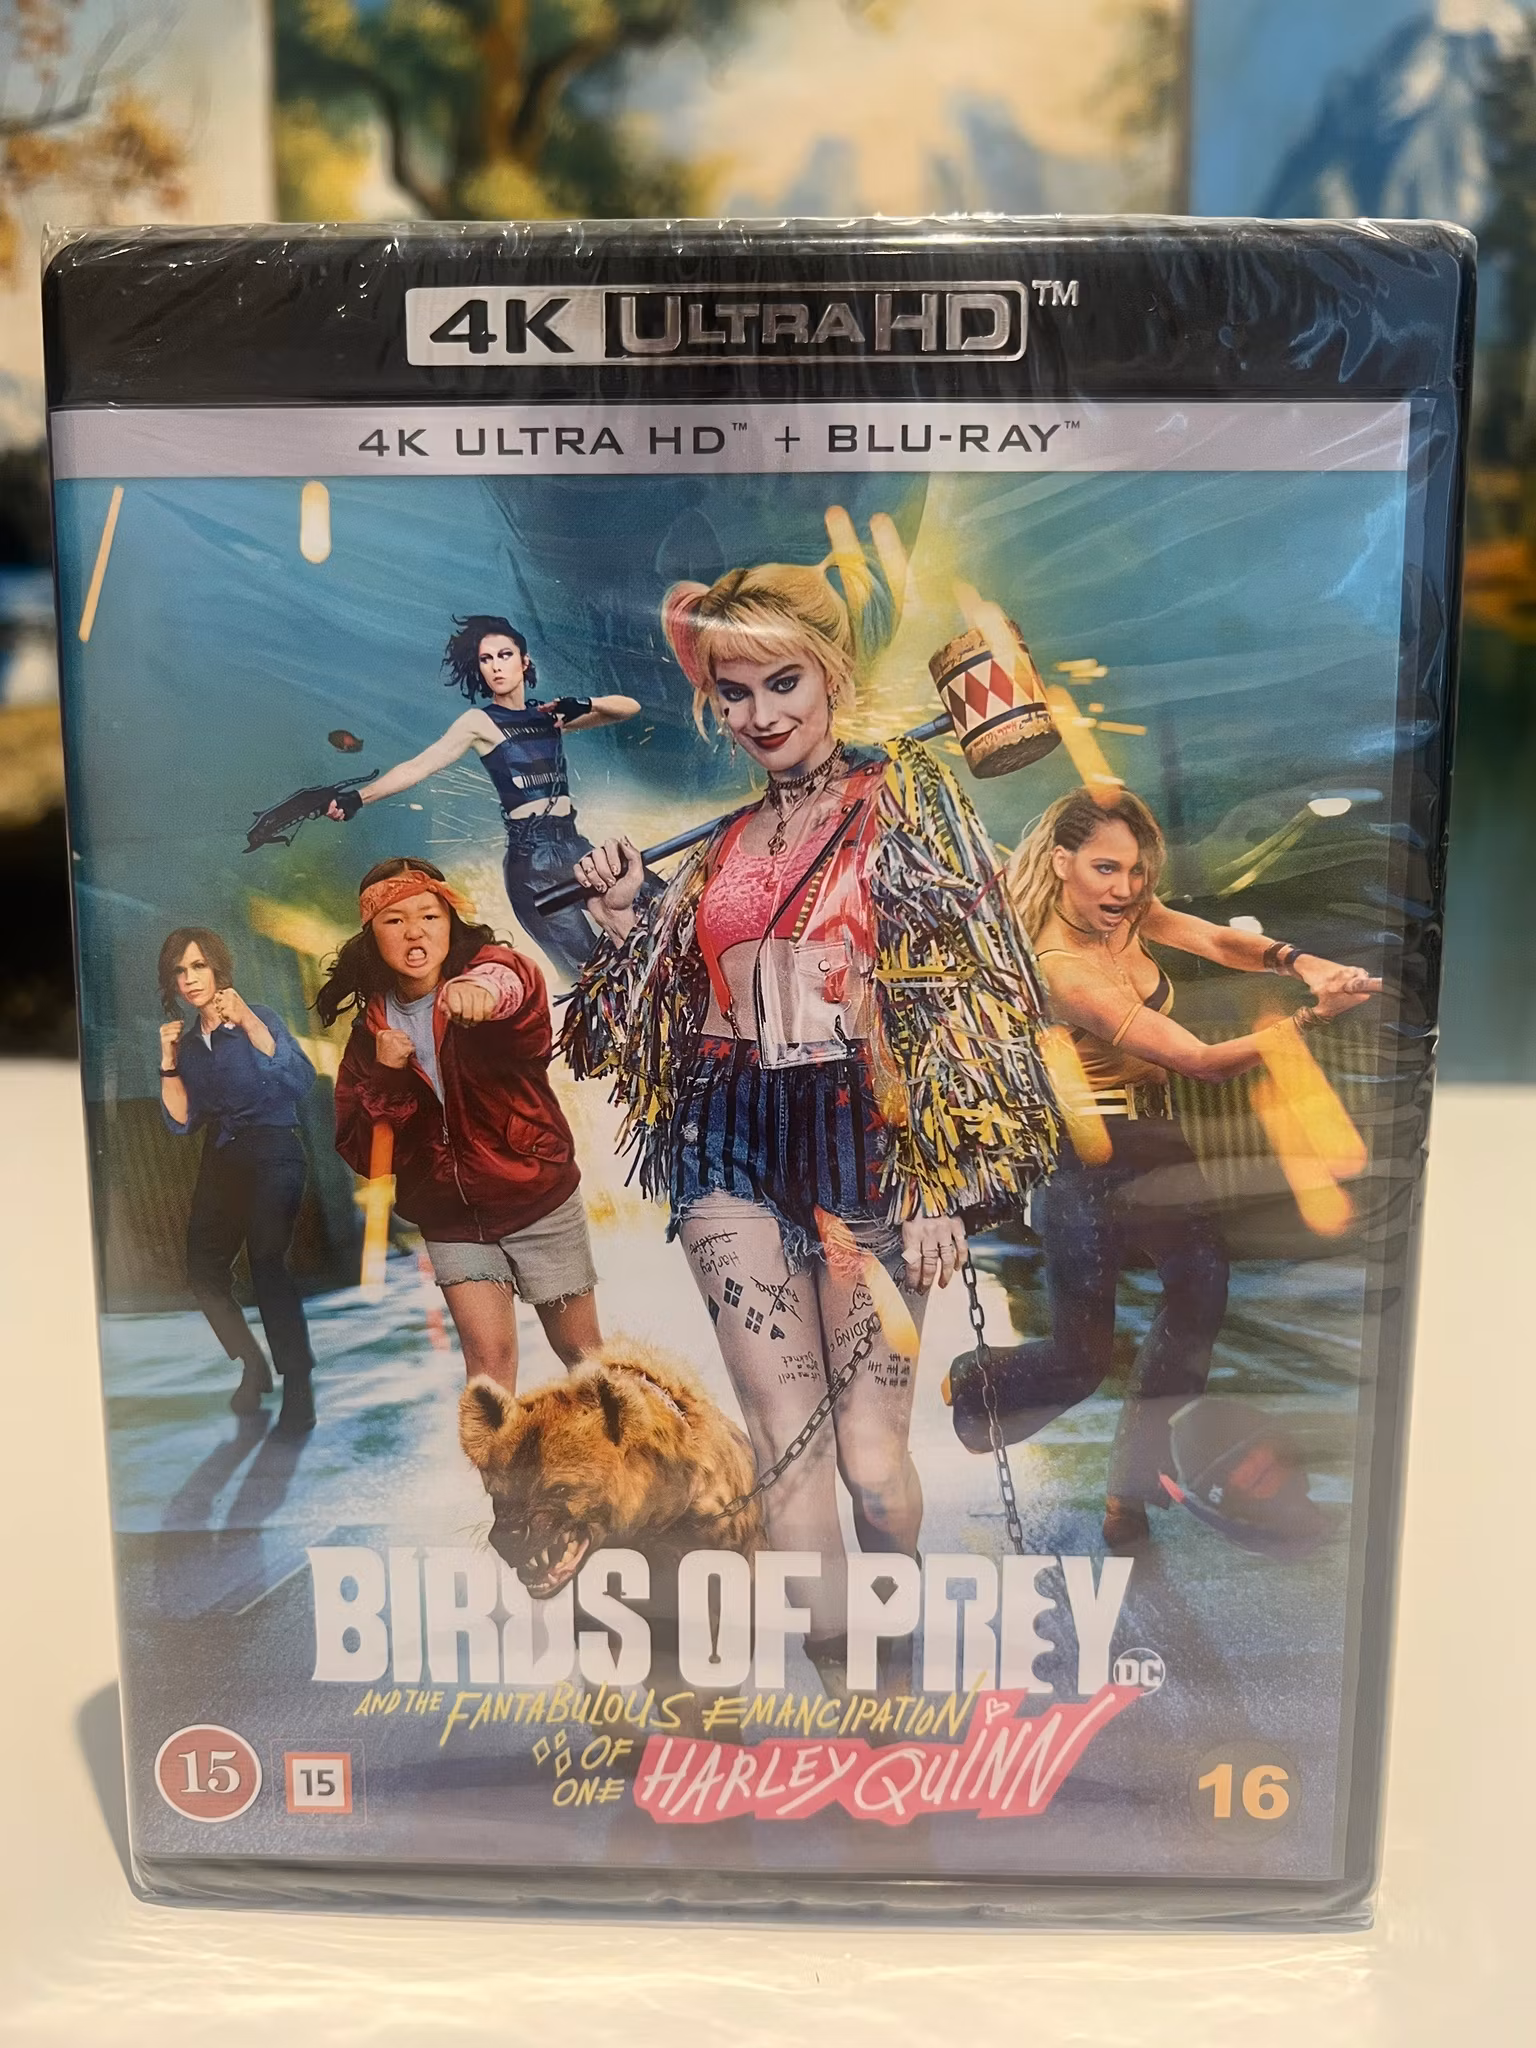 4K ULTRA HD™
4K ULTRA HD™ + BLU-RAY™
Harley
BIRDS OF PREY
DC
AND THE FANTABULOUS EMANCIPATION
OF
ONE HARLEY QUINN
15
15
16